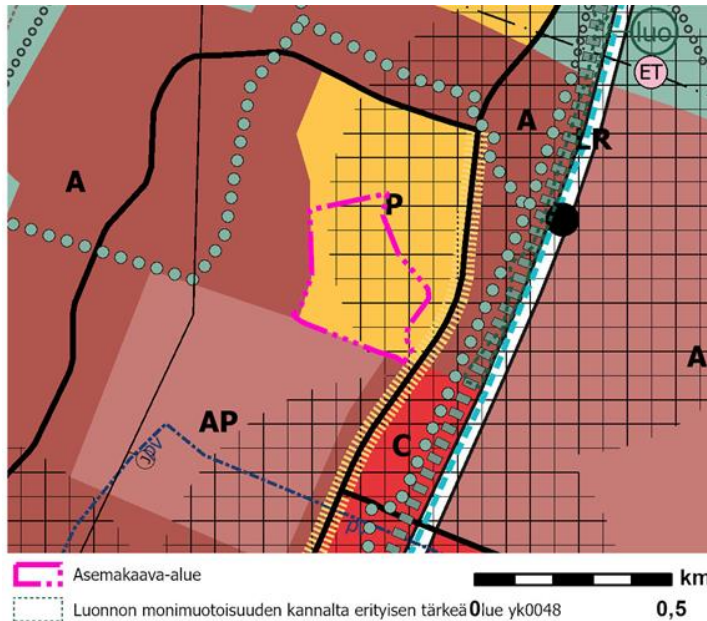 luo
ET
A
LR
A
P
A
AP
C
pv
pv
Asemakaava-alue
km
Luonnon monimuotoisuuden kannalta erityisen tärkeä 0lue yk0048
0,5